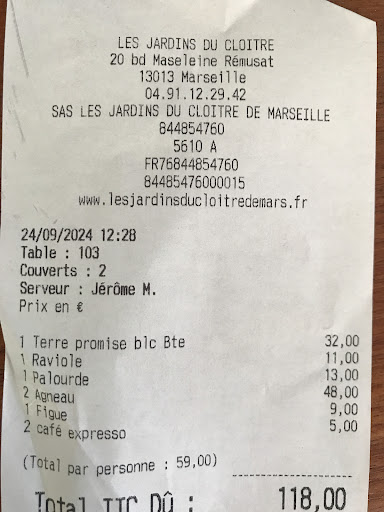 LES JARDINS DU CLOITRE
20 bd Maseleine Rémusat
13013 Marseille
04.91.12.29.42
SAS LES JARDINS DU CLOITRE DE MARSEILLE
844854760
5610 A
FR76844854760
84485476000015
www.lesjardinsducloitredemars.fr
24/09/2024 12:28
Table : 103
Couverts : 2
Serveur : Jérôme M.
Prix en €
1 Terre promise blc Bte 32,00
1 Raviole 11,00
1 Palourde 13,00
2 Agneau 48,00
1 Figue 9,00
2 café expresso 5,00
(Total par personne : 59,00)
Total TTC Dû : 118,00